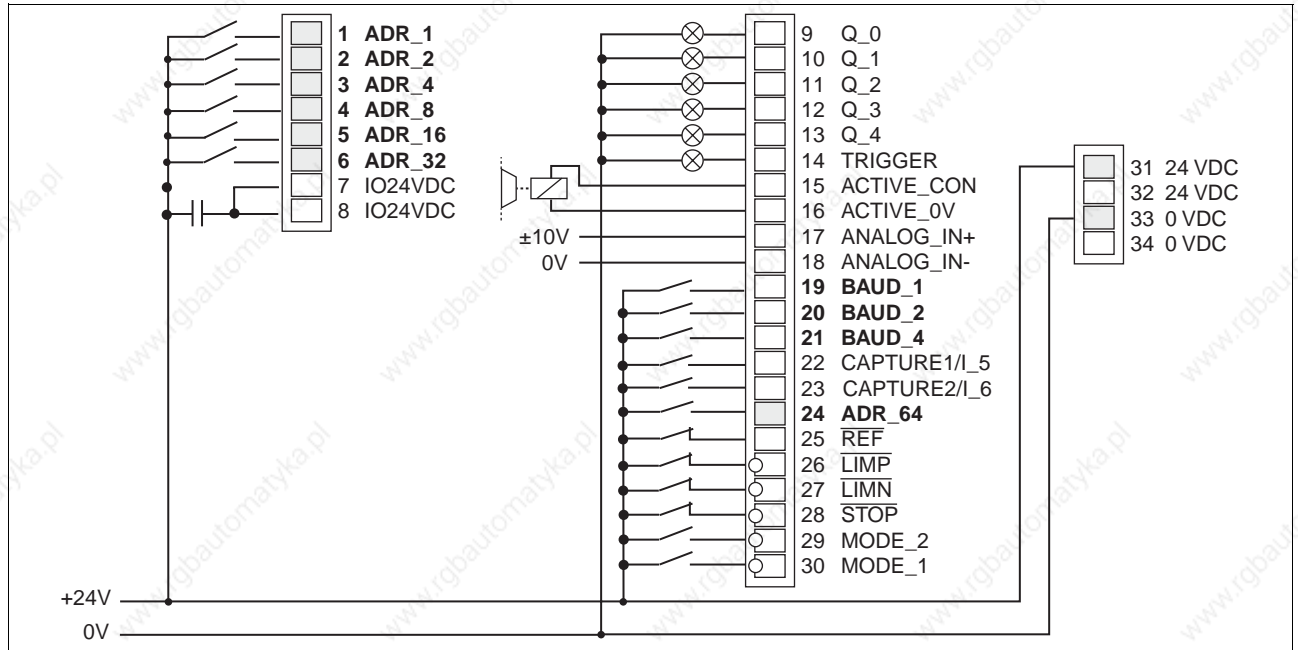 1 ADR_1
2 ADR_2
3 ADR_4
4 ADR_8
5 ADR_16
6 ADR_32
7 IO24VDC
8 IO24VDC
9 Q_0
10 Q_1
11 Q_2
12 Q_3
13 Q_4
14 TRIGGER
15 ACTIVE_CON
16 ACTIVE_0V
±10V 17 ANALOG_IN+
0V 18 ANALOG_IN-
19 BAUD_1
20 BAUD_2
21 BAUD_4
22 CAPTURE1/I_5
23 CAPTURE2/I_6
24 ADR_64
25 REF
26 LIMP
27 LIMN
28 STOP
29 MODE_2
30 MODE_1
31 24 VDC
32 24 VDC
33 0 VDC
34 0 VDC
+24V
0V
www.rgbautomatyka.pl